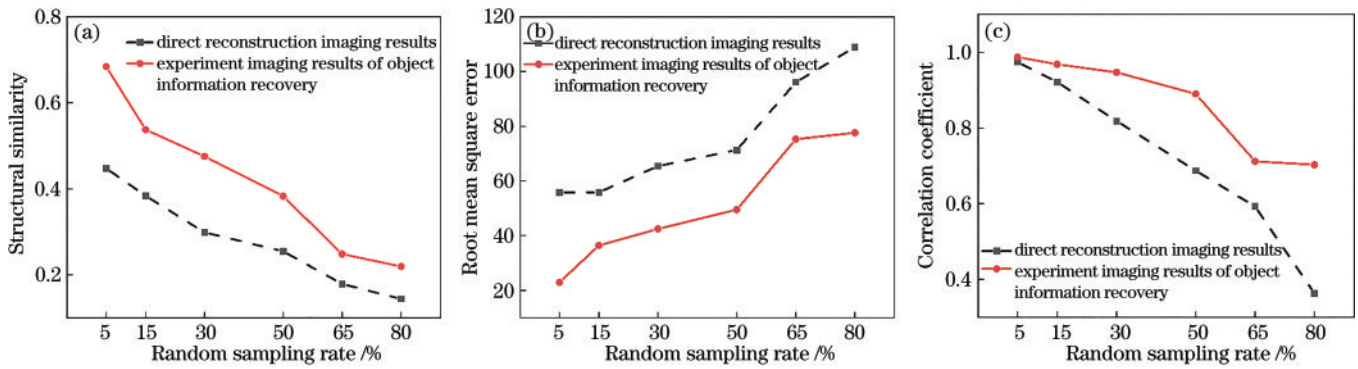 (a)
direct reconstruction imaging results
experiment imaging results of object
information recovery
Structural similarity
0.8
0.6
0.4
0.2
5 15 30 50 65 80
Random sampling rate /%
(b)
direct reconstruction imaging results
experiment imaging results of object
information recovery
Root mean square error
120
100
80
60
40
20
5 15 30 50 65 80
Random sampling rate /%
(c)
direct reconstruction imaging results
experiment imaging results of object
information recovery
Correlation coefficient
1.0
0.8
0.6
0.4
5 15 30 50 65 80
Random sampling rate /%